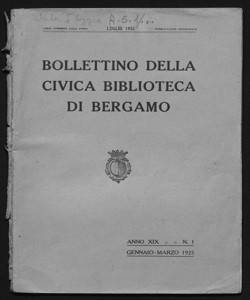 BOLLETTINO DELLA
CIVICA BIBLIOTECA
DI BERGAMO
ANNO XIX N. 1
GENNAIO-MARZO 1925